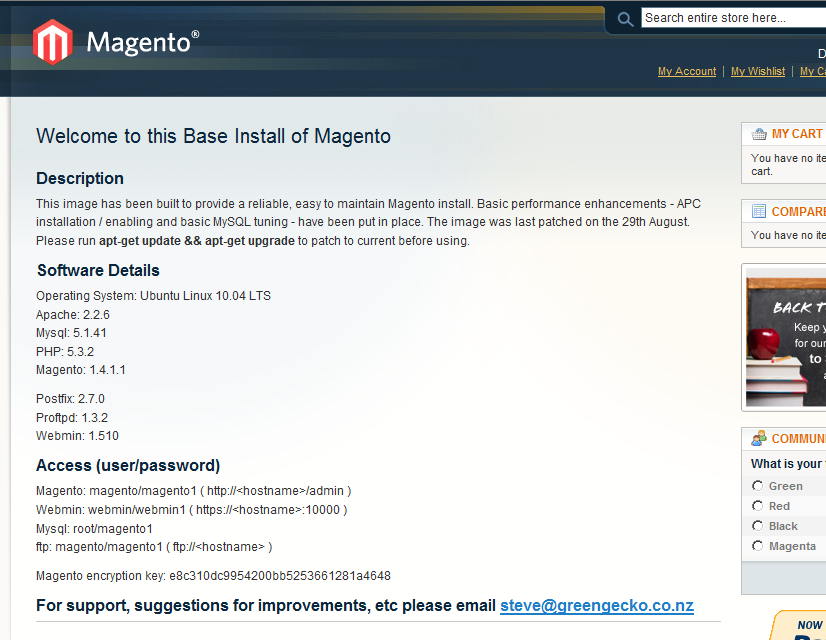 Magento®
Search entire store here...
My Account | My Wishlist |
Welcome to this Base Install of Magento
Description
This image has been built to provide a reliable, easy to maintain Magento install. Basic performance enhancements - APC
installation / enabling and basic MySQL tuning - have been put in place. The image was last patched on the 29th August.
Please run apt-get update && apt-get upgrade to patch to current before using.
Software Details
Operating System: Ubuntu Linux 10.04 LTS
Apache: 2.2.6
Mysql: 5.1.41
PHP: 5.3.2
Magento: 1.4.1.1
Postfix: 2.7.0
Proftpd: 1.3.2
Webmin: 1.510
Access (user/password)
Magento: magento/magento1 ( http://<hostname>/admin )
Webmin: webmin/webmin1 ( https://<hostname>:10000 )
Mysql: root/magento1
ftp: magento/magento1 ( ftp://<hostname> )
Magento encryption key: e8c310dc9954200bb5253661281a4648
For support, suggestions for improvements, etc please email steve@greengecko.co.nz
MY CART
You have no
cart.
COMPARE
You have no
BACK
Keep
for our
to
COMMUN
What is your
Green
Red
Black
Magenta
NOW